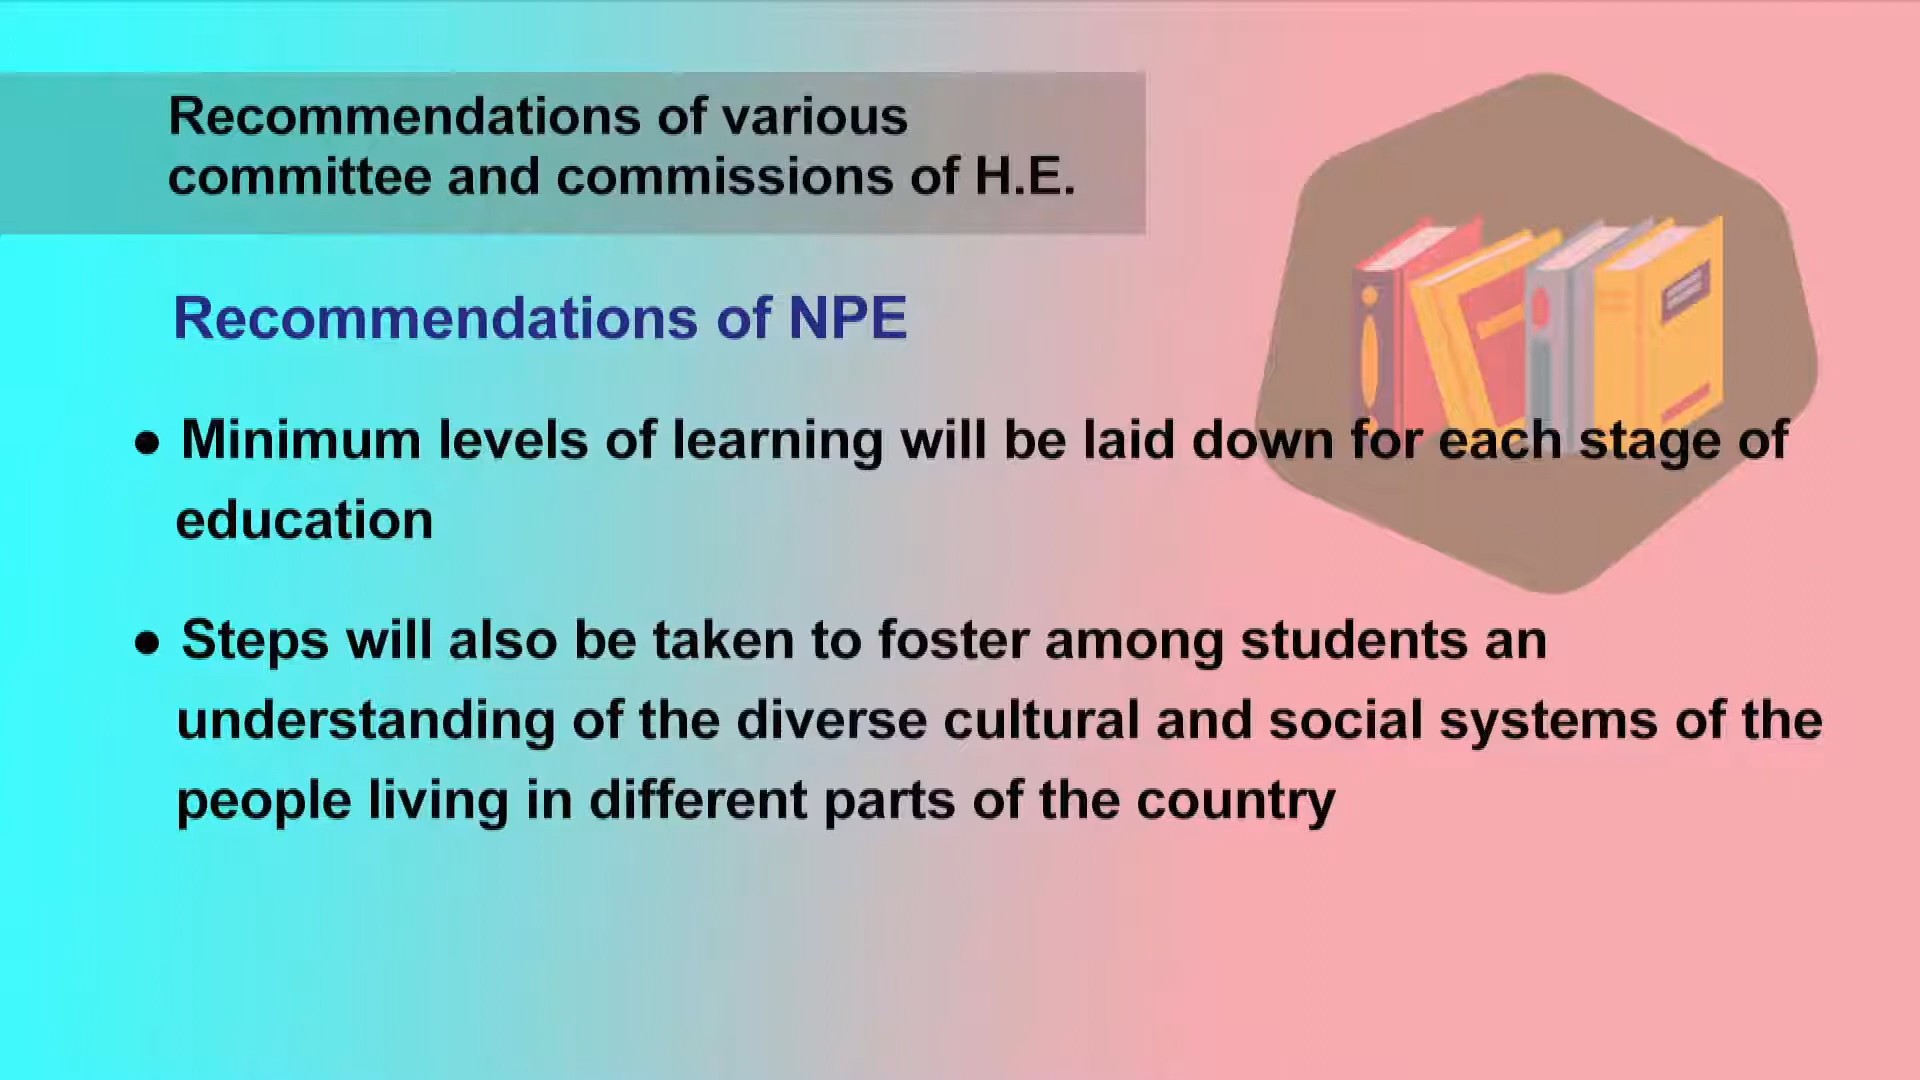 Recommendations of various
committee and commissions of H.E.
Recommendations of NPE
● Minimum levels of learning will be laid down for each stage of
education
● Steps will also be taken to foster among students an
understanding of the diverse cultural and social systems of the
people living in different parts of the country